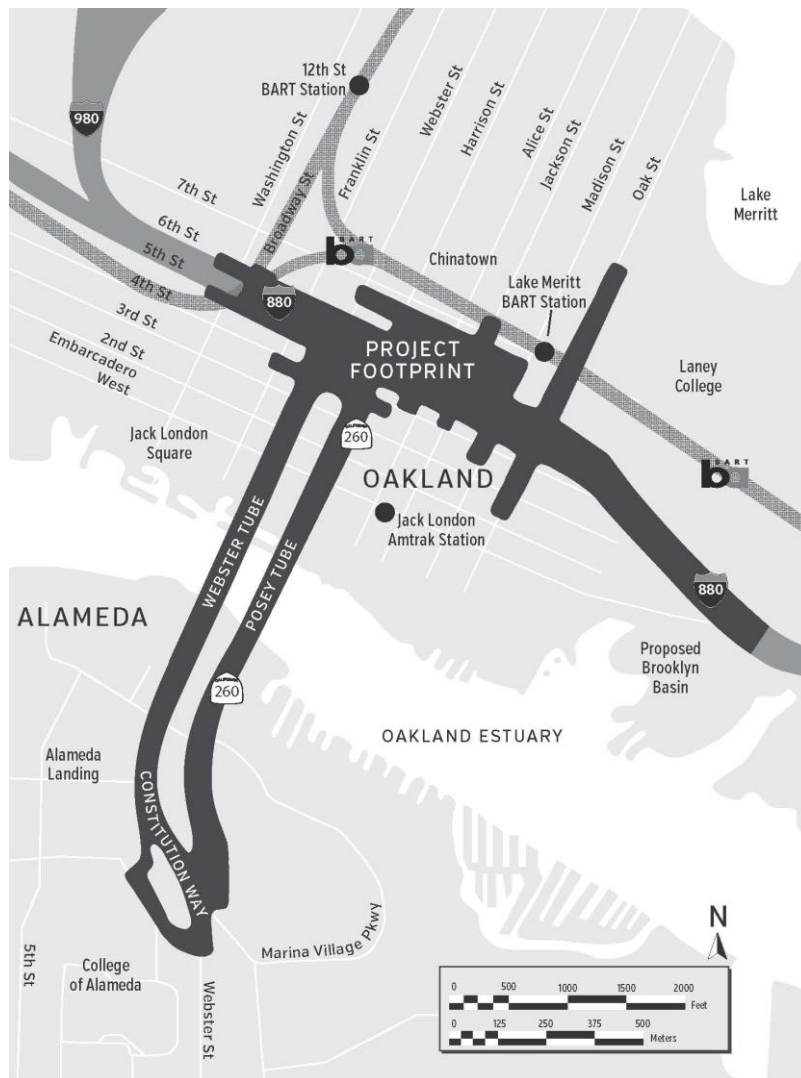 12th St
BART Station
980
Washington St
Broadway St
Franklin St
Webster St
Harrison St
Alice St
Jackson St
Madison St
Oak St
Lake
Merritt
7th St
6th St
5th St
4th St
3rd St
2nd St
Embarcadero
West
BART
ba
Chinatown
880
Lake Merritt
BART Station
PROJECT
FOOTPRINT
Laney
College
BART
ba
Jack London
Square
CALIFORNIA
260
OAKLAND
Jack London
Amtrak Station
WEBSTER TUBE
POSEY TUBE
880
ALAMEDA
CALIFORNIA
260
Proposed
Brooklyn
Basin
OAKLAND ESTUARY
Alameda
Landing
CONSTITUTION WAY
Marina Village Pkwy
5th St
College
of Alameda
Webster St
N
0 500 1000 1500 2000
Feet
0 125 250 375 500
Meters